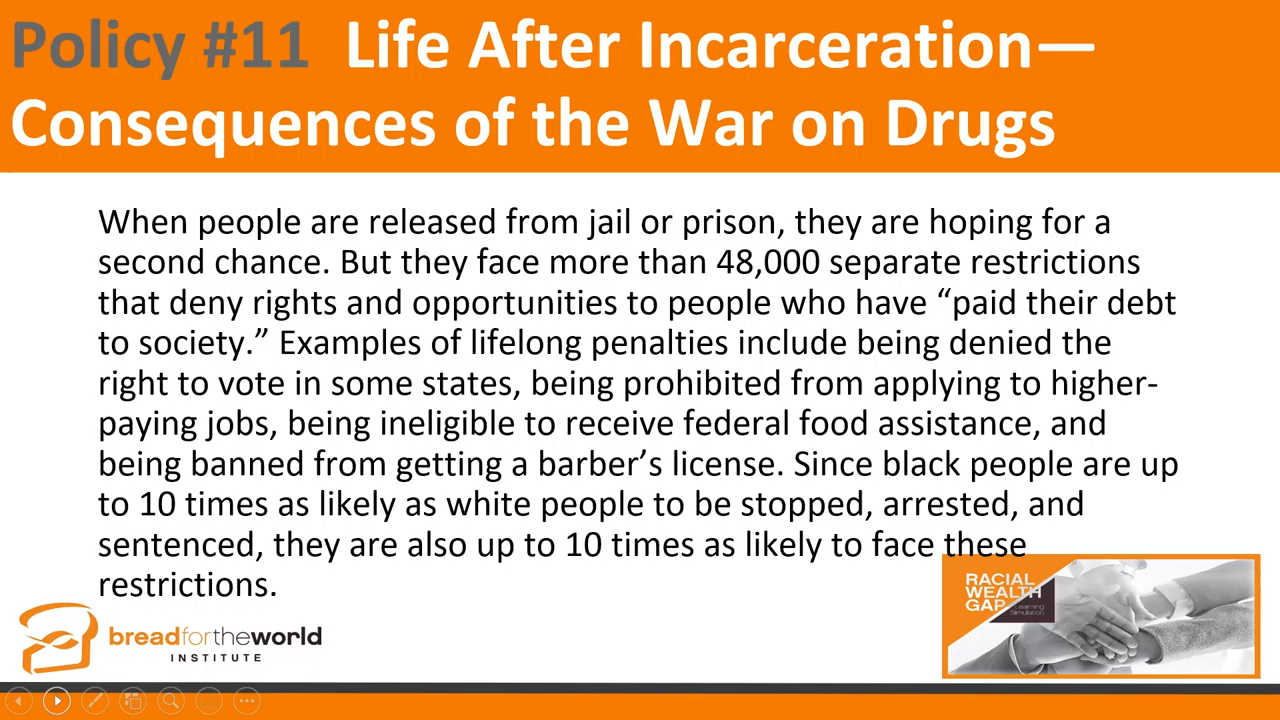 Policy #11 Life After Incarceration—
Consequences of the War on Drugs
When people are released from jail or prison, they are hoping for a
second chance. But they face more than 48,000 separate restrictions
that deny rights and opportunities to people who have “paid their debt
to society.” Examples of lifelong penalties include being denied the
right to vote in some states, being prohibited from applying to higher-
paying jobs, being ineligible to receive federal food assistance, and
being banned from getting a barber’s license. Since black people are up
to 10 times as likely as white people to be stopped, arrested, and
sentenced, they are also up to 10 times as likely to face these
restrictions.
RACIAL
WEALTH
GAP Learning
Simulation
breadfortheworld
INSTITUTE